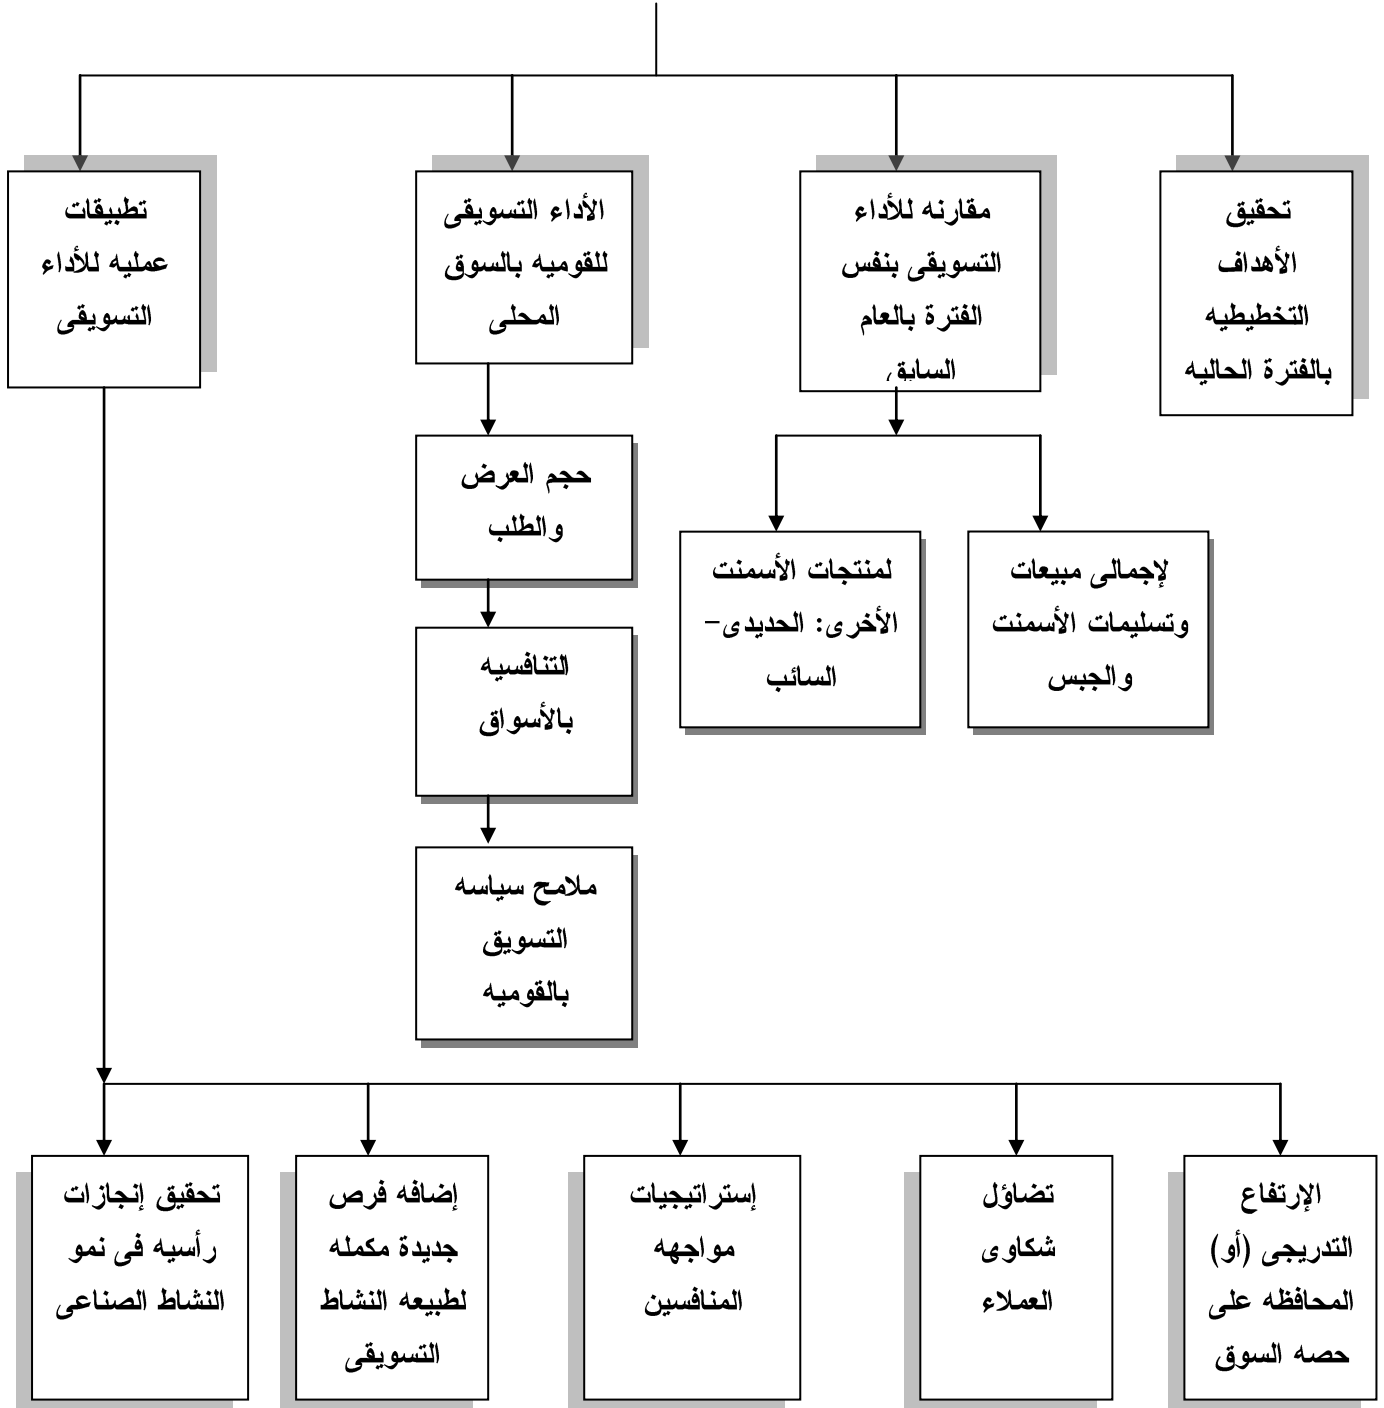 تحقيق
الأهداف
التخطيطيه
بالفترة الحاليه
مقارنه للأداء
التسويقى بنفس
الفترة بالعام
السابق
الأداء التسويقى
للقوميه بالسوق
المحلى
تطبيقات
عمليه للأداء
التسويقى
حجم العرض
والطلب
لإجمالى مبيعات
وتسليمات الأسمنت
والجبس
لمنتجات الأسمنت
الأخرى: الحديدى-
السائب
التنافسيه
بالأسواق
ملامح سياسه
التسويق
بالقوميه
الإرتفاع
التدريجى (أو)
المحافظه على
حصه السوق
تضاؤل
شكاوى
العملاء
إستراتيجيات
مواجهه
المنافسين
إضافه فرص
جديدة مكمله
لطبيعه النشاط
التسويقى
تحقيق إنجازات
رأسيه فى نمو
النشاط الصناعى